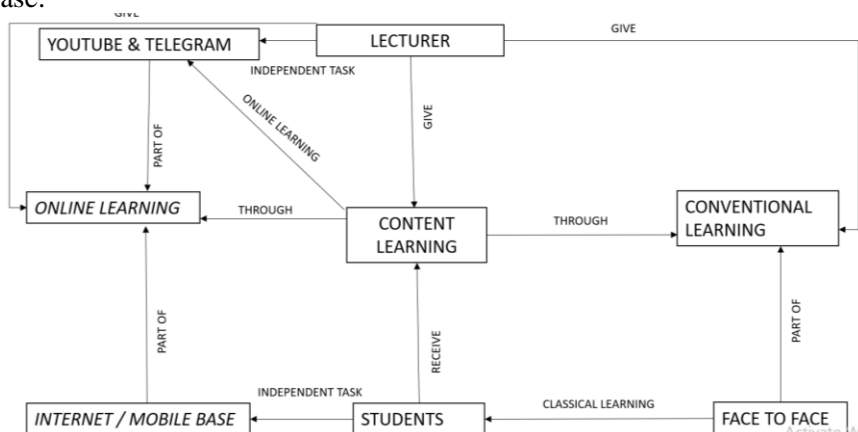 ase.
GIVE
YOUTUBE & TELEGRAM
LECTURER
GIVE
INDEPENDENT TASK
ONLINE LEARNING
GIVE
PART OF
ONLINE LEARNING
THROUGH
CONTENT
LEARNING
THROUGH
CONVENTIONAL
LEARNING
PART OF
RECEIVE
PART OF
INTERNET / MOBILE BASE
INDEPENDENT TASK
STUDENTS
CLASSICAL LEARNING
FACE TO FACE